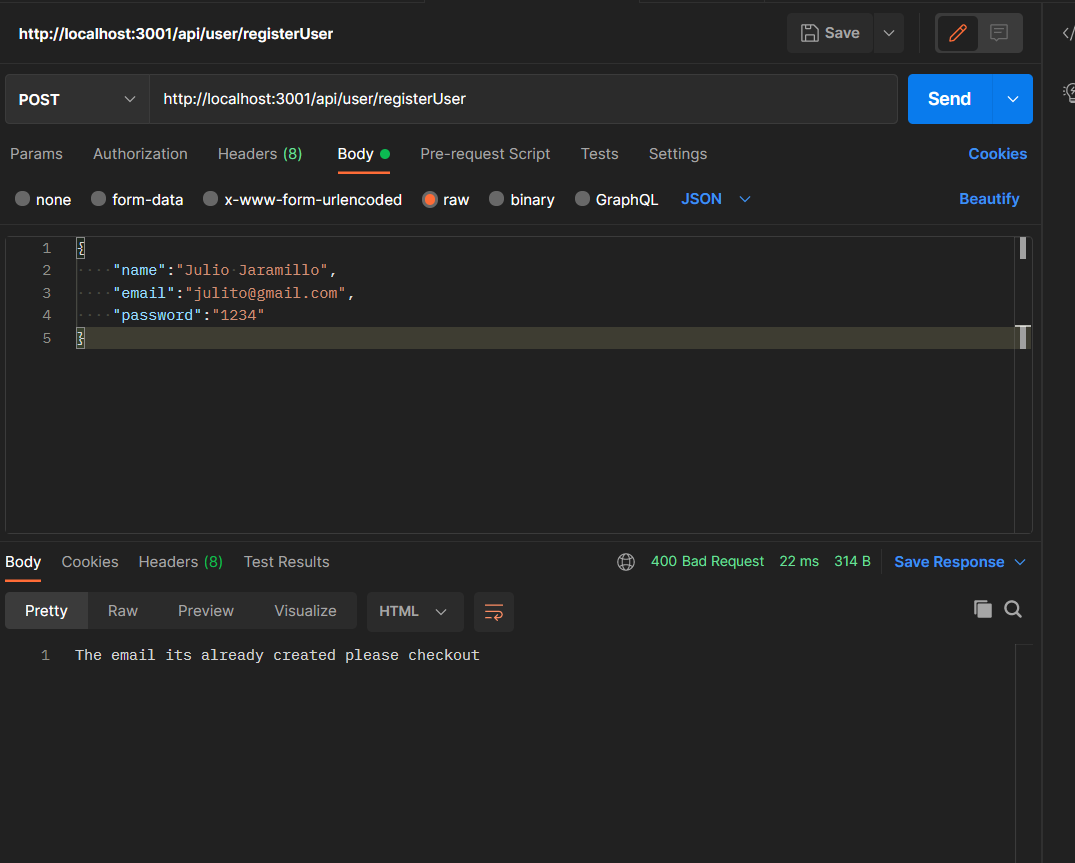 http://localhost:3001/api/user/registerUser
Save
POST
http://localhost:3001/api/user/registerUser
Send
Params Authorization Headers (8) Body Pre-request Script Tests Settings Cookies
none form-data x-www-form-urlencoded raw binary GraphQL JSON Beautify
1 {
2 "name":"Julio Jaramillo",
3 "email":"julito@gmail.com",
4 "password":"1234"
5 }
Body Cookies Headers (8) Test Results 400 Bad Request 22 ms 314 B Save Response
Pretty Raw Preview Visualize HTML
1 The email its already created please checkout